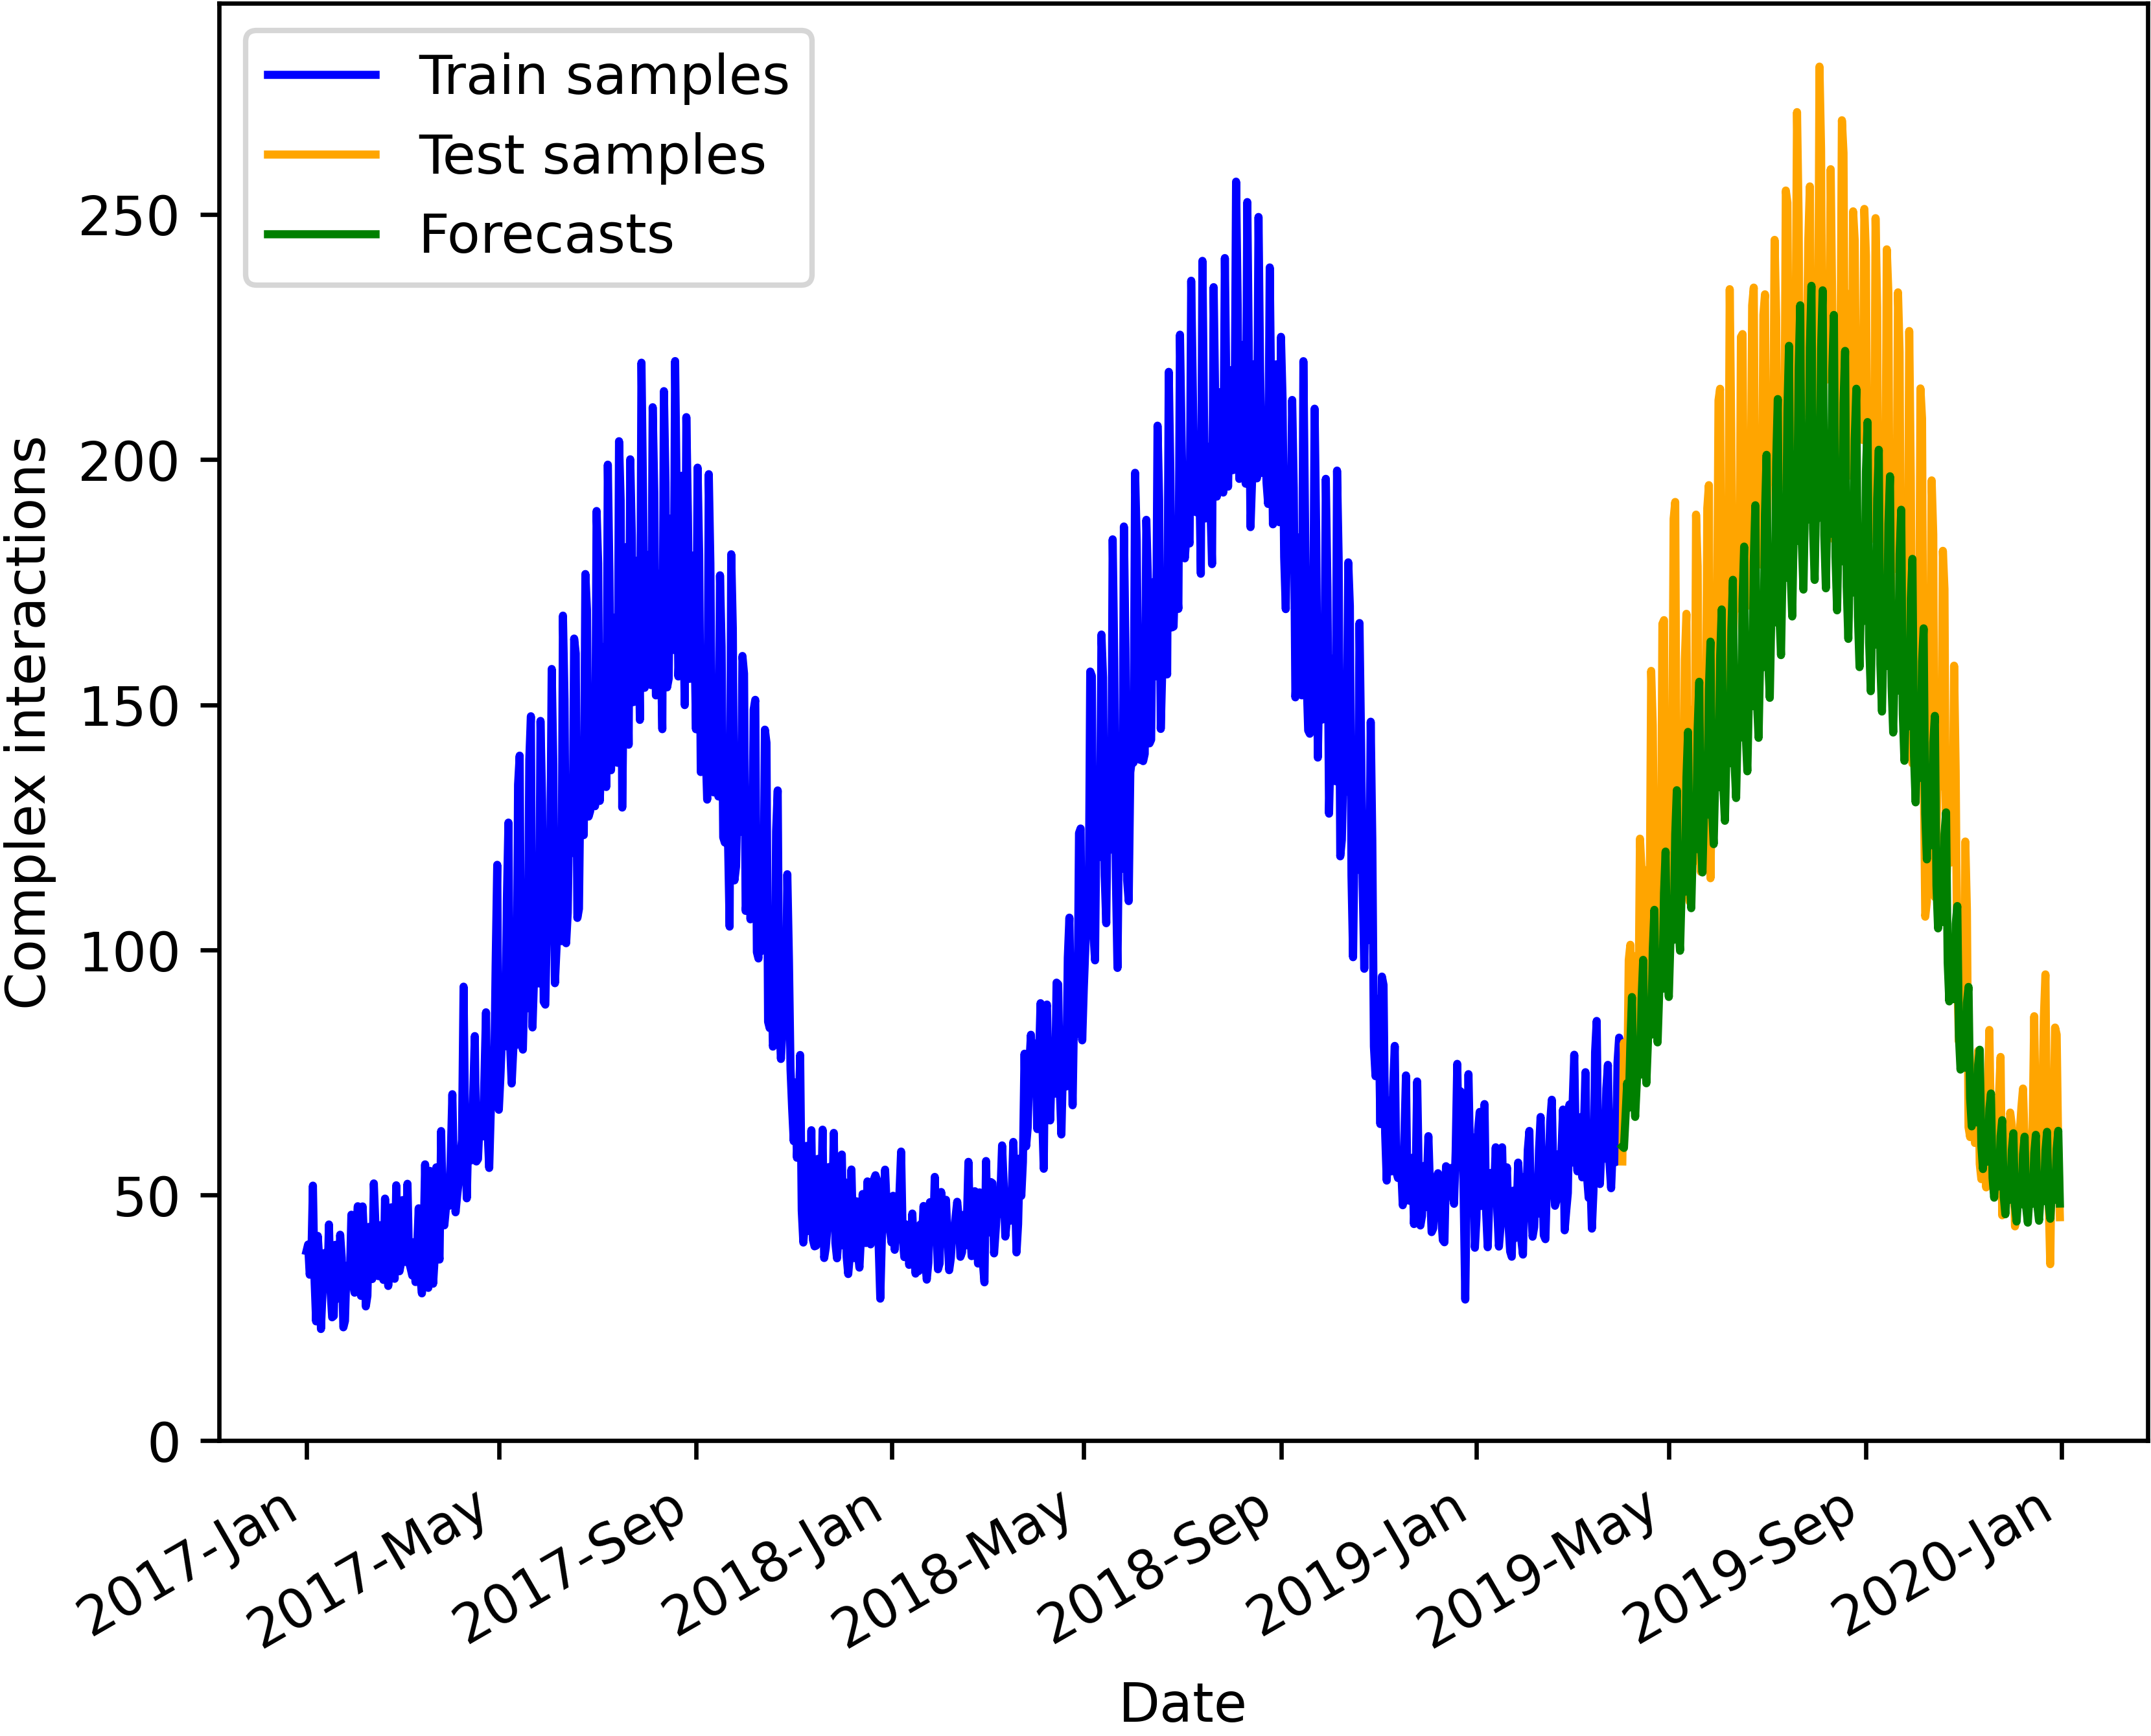 Train samples
Test samples
Forecasts
Complex interactions
250
200
150
100
50
0
2017-Jan
2017-May
2017-Sep
2018-Jan
2018-May
2018-Sep
2019-Jan
2019-May
2019-Sep
2020-Jan
Date